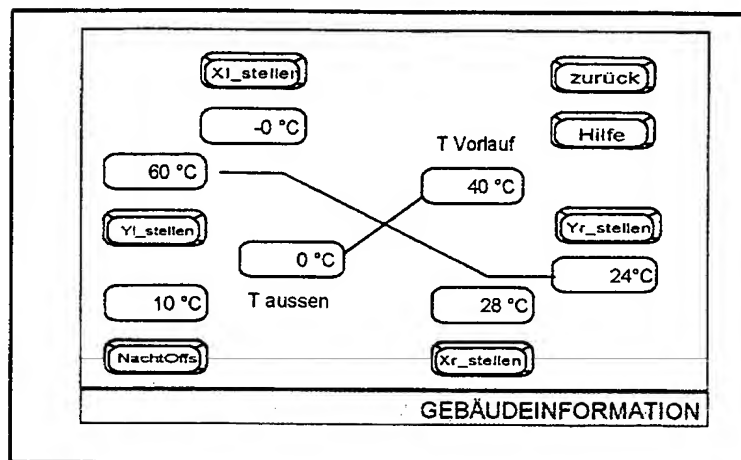 Xl_stellen
zurück
-0 °C
Hilfe
T Vorlauf
60 °C
40 °C
Yl_stellen
Yr_stellen
0 °C
24°C
T aussen
10 °C
28 °C
NachtOffs
Xr_stellen
GEBÄUDEINFORMATION